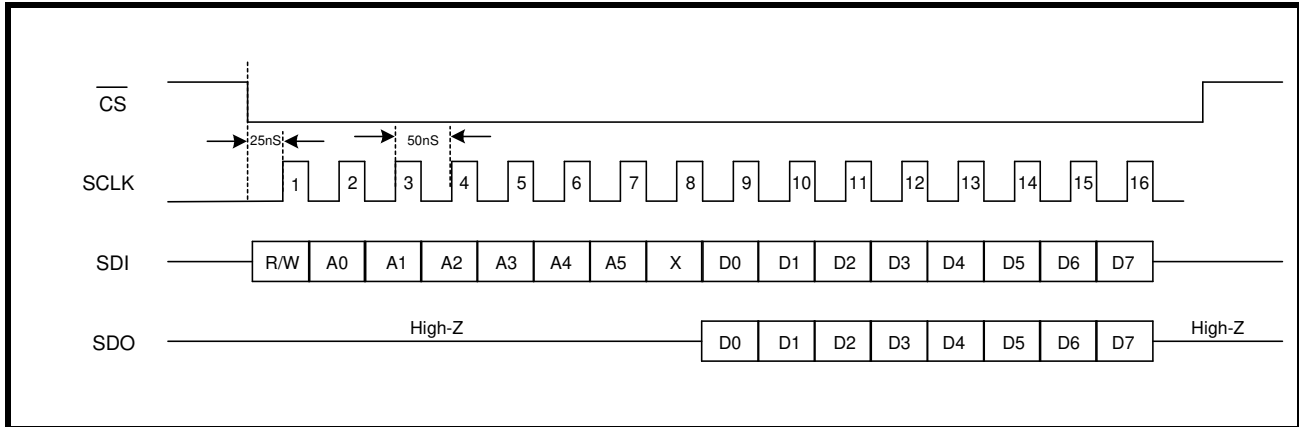 CS
25nS 50nS
SCLK 1 2 3 4 5 6 7 8 9 10 11 12 13 14 15 16
SDI R/W A0 A1 A2 A3 A4 A5 X D0 D1 D2 D3 D4 D5 D6 D7
SDO High-Z D0 D1 D2 D3 D4 D5 D6 D7 High-Z